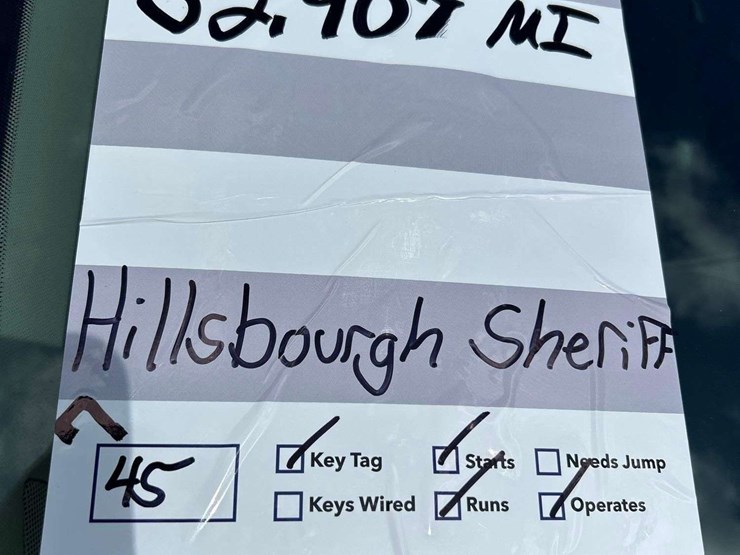 MI
Hillsbourgh Sheriff
45
Key Tag Starts Needs Jump
Keys Wired Runs Operates